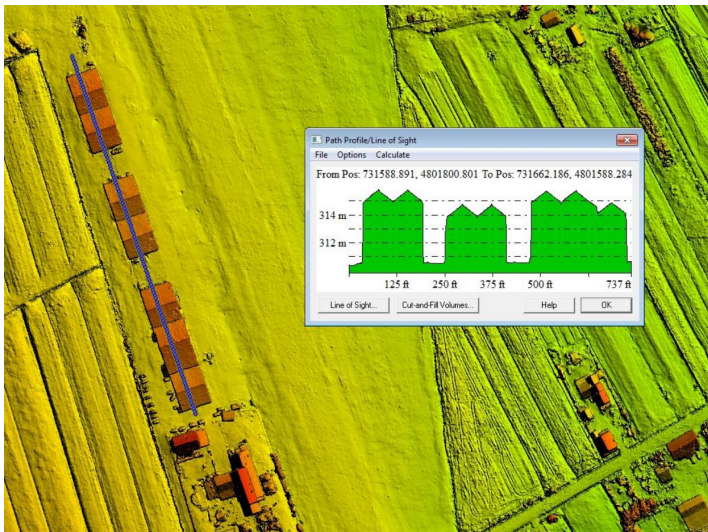 Path Profile/Line of Sight
File Options Calculate
From Pos: 731588.891, 4801800.801 To Pos: 731662.186, 4801588.284
314 m
312 m
125 ft 250 ft 375 ft 500 ft 737 ft
Line of Sight... Cut-and-Fill Volumes... Help OK